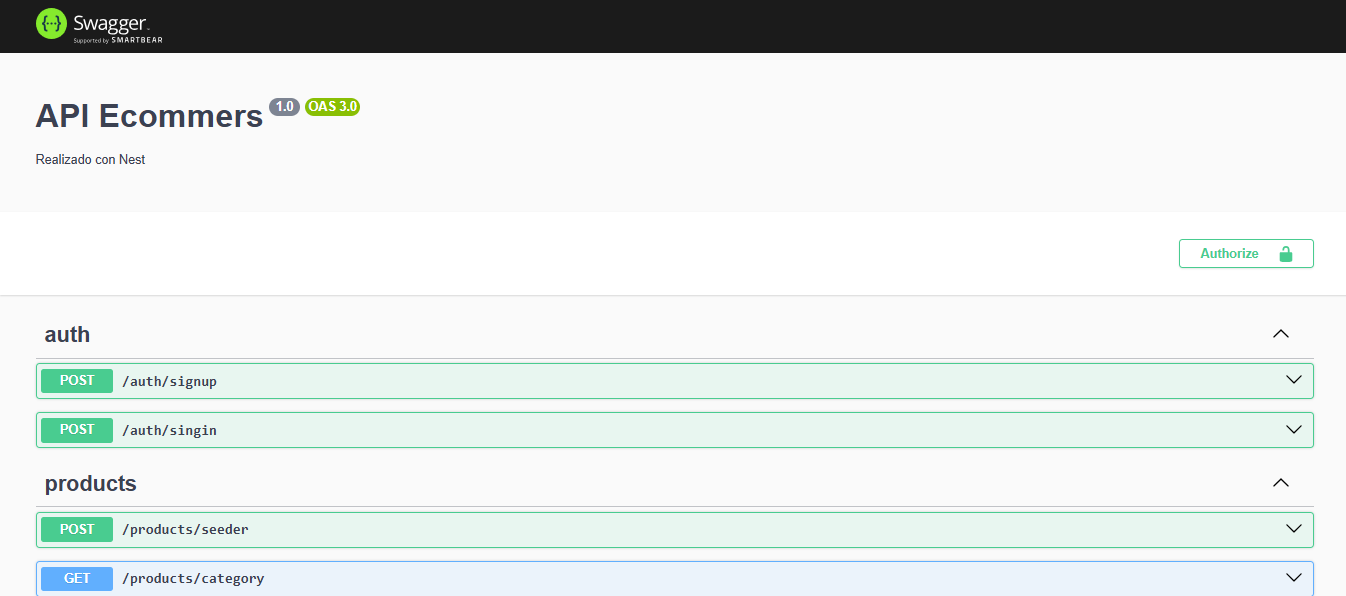 Swagger.
Supported by SMARTBEAR
API Ecommers 1.0 OAS 3.0
Realizado con Nest
Authorize
auth
POST /auth/signup
POST /auth/singin
products
POST /products/seeder
GET /products/category